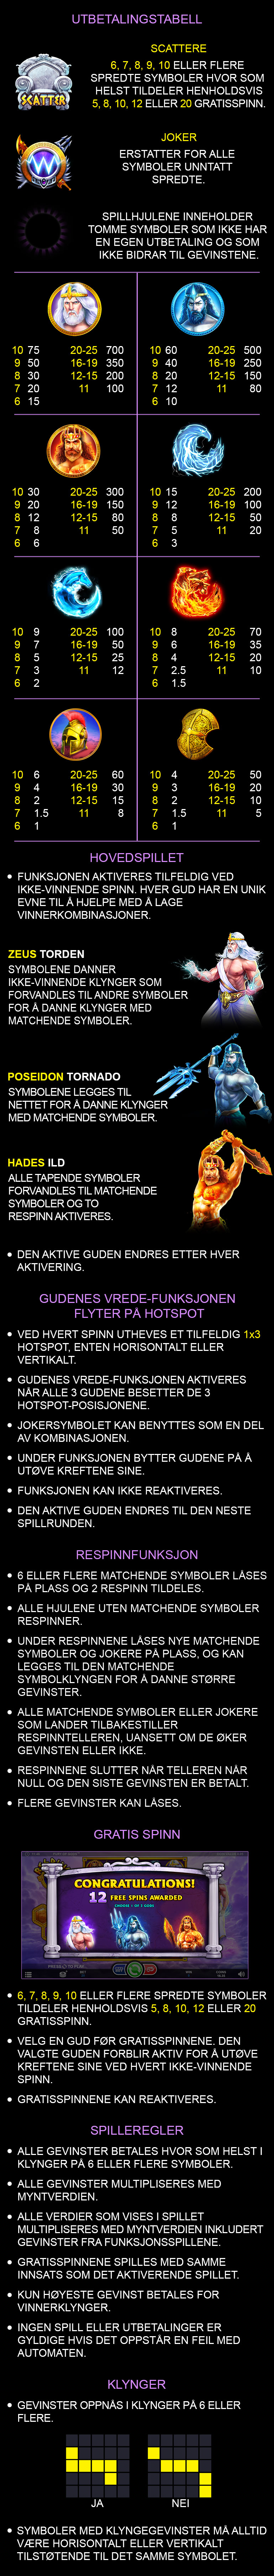 UTBETALINGSTABELL
SCATTERE
6, 7, 8, 9, 10 ELLER FLERE
SPREDTE SYMBOLER HVOR SOM
HELST TILDELER HENHOLDSVIS
5, 8, 10, 12 ELLER 20 GRATISSPINN.
SCATTER
JOKER
ERSTATTER FOR ALLE
SYMBOLER UNNTATT
SPREDTE.
W
SPILLHJULENE INNEHOLDER
TOMME SYMBOLER SOM IKKE HAR
EN EGEN UTBETALING OG SOM
IKKE BIDRAR TIL GEVINSTENE.
10 75 20-25 700
9 50 16-19 350
8 30 12-15 200
7 20 11 100
6 15
10 60 20-25 500
9 40 16-19 250
8 20 12-15 150
7 12 11 80
6 10
10 30 20-25 300
9 20 16-19 150
8 12 12-15 80
7 8 11 50
6 6
10 15 20-25 200
9 12 16-19 100
8 8 12-15 50
7 5 11 20
6 3
10 9 20-25 100
9 7 16-19 50
8 5 12-15 25
7 3 11 12
6 2
10 8 20-25 70
9 6 16-19 35
8 4 12-15 20
7 2.5 11 10
6 1.5
10 6 20-25 60
9 4 16-19 30
8 2 12-15 15
7 1.5 11 8
6 1
10 4 20-25 50
9 3 16-19 20
8 2 12-15 10
7 1.5 11 5
6 1
HOVEDSPILLET
• FUNKSJONEN AKTIVERES TILFELDIG VED
IKKE-VINNENDE SPINN. HVER GUD HAR EN UNIK
EVNE TIL Å HJELPE MED Å LAGE
VINNERKOMBINASJONER.
ZEUS TORDEN
SYMBOLENE DANNER
IKKE-VINNENDE KLYNGER SOM
FORVANDLES TIL ANDRE SYMBOLER
FOR Å DANNE KLYNGER MED
MATCHENDE SYMBOLER.
POSEIDON TORNADO
SYMBOLENE LEGGES TIL
NETTET FOR Å DANNE KLYNGER
MED MATCHENDE SYMBOLER.
HADES ILD
ALLE TAPENDE SYMBOLER
FORVANDLES TIL MATCHENDE
SYMBOLER OG TO
RESPINN AKTIVERES.
• DEN AKTIVE GUDEN ENDRES ETTER HVER
AKTIVERING.
GUDENES VREDE-FUNKSJONEN
FLYTER PÅ HOTSPOT
• VED HVERT SPINN UTHEVES ET TILFELDIG 1x3
HOTSPOT, ENTEN HORISONTALT ELLER
VERTIKALT.
• GUDENES VREDE-FUNKSJONEN AKTIVERES
NÅR ALLE 3 GUDENE BESETTER DE 3
HOTSPOT-POSISJONENE.
• JOKERSYMBOLET KAN BENYTTES SOM EN DEL
AV KOMBINASJONEN.
• UNDER FUNKSJONEN BYTTER GUDENE PÅ Å
UTØVE KREFTENE SINE.
• FUNKSJONEN KAN IKKE REAKTIVERES.
• DEN AKTIVE GUDEN ENDRES TIL DEN NESTE
SPILLRUNDEN.
RESPINNFUNKSJON
• 6 ELLER FLERE MATCHENDE SYMBOLER LÅSES
PÅ PLASS OG 2 RESPINN TILDELES.
• ALLE HJULENE UTEN MATCHENDE SYMBOLER
RESPINNER.
• UNDER RESPINNENE LÅSES NYE MATCHENDE
SYMBOLER OG JOKERE PÅ PLASS, OG KAN
LEGGES TIL DEN MATCHENDE
SYMBOLKLYNGEN FOR Å DANNE STØRRE
GEVINSTER.
• ALLE MATCHENDE SYMBOLER ELLER JOKERE
SOM LANDER TILBAKESTILLER
RESPINNTELLEREN, UANSETT OM DE ØKER
GEVINSTEN ELLER IKKE.
• RESPINNENE SLUTTER NÅR TELLEREN NÅR
NULL OG DEN SISTE GEVINSTEN ER BETALT.
• FLERE GEVINSTER KAN LÅSES.
GRATIS SPINN
CONGRATULATIONS!
12 FREE SPINS AWARDED
CHOOSE 1 OF 3 GODS
• 6, 7, 8, 9, 10 ELLER FLERE SPREDTE SYMBOLER
TILDELER HENHOLDSVIS 5, 8, 10, 12 ELLER 20
GRATISSPINN.
• VELG EN GUD FØR GRATISSPINNENE. DEN
VALGTE GUDEN FORBLIR AKTIV FOR Å UTØVE
KREFTENE SINE VED HVERT IKKE-VINNENDE
SPINN.
• GRATISSPINNENE KAN REAKTIVERES.
SPILLEREGLER
• ALLE GEVINSTER BETALES HVOR SOM HELST I
KLYNGER PÅ 6 ELLER FLERE SYMBOLER.
• ALLE GEVINSTER MULTIPLISERES MED
MYNTVERDIEN.
• ALLE VERDIER SOM VISES I SPILLET
MULTIPLISERES MED MYNTVERDIEN INKLUDERT
GEVINSTER FRA FUNKSJONSSPILLENE.
• GRATISSPINNENE SPILLES MED SAMME
INNSATS SOM DET AKTIVERENDE SPILLET.
• KUN HØYESTE GEVINST BETALES FOR
VINNERKLYNGER.
• INGEN SPILL ELLER UTBETALINGER ER
GYLDIGE HVIS DET OPPSTÅR EN FEIL MED
AUTOMATEN.
KLYNGER
• GEVINSTER OPPNÅS I KLYNGER PÅ 6 ELLER
FLERE.
JA NEI
• SYMBOLER MED KLYNGEGEVINSTER MÅ ALLTID
VÆRE HORISONTALT ELLER VERTIKALT
TILSTØTENDE TIL DET SAMME SYMBOLET.